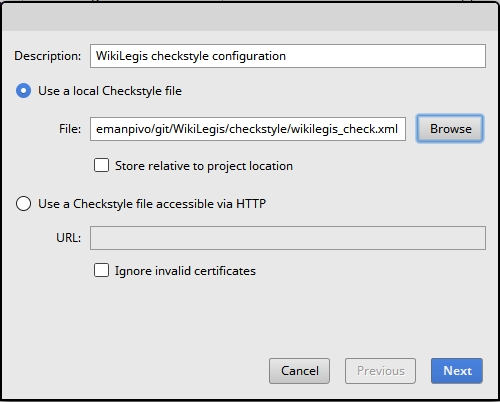 Description: WikiLegis checkstyle configuration
Use a local Checkstyle file
File: emanpivo/git/WikiLegis/checkstyle/wikilegis_check.xml Browse
Store relative to project location
Use a Checkstyle file accessible via HTTP
URL:
Ignore invalid certificates
Cancel Previous Next